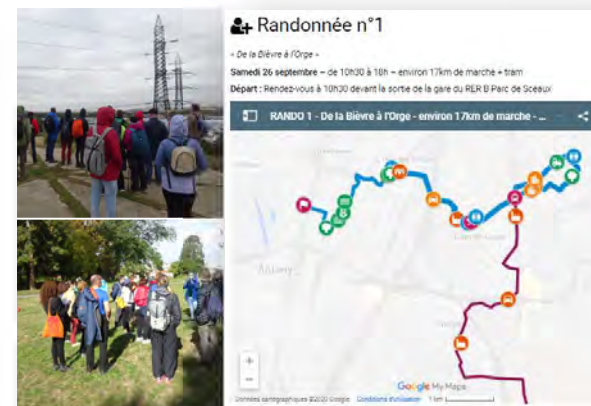 Randonnée n°1
« De la Bièvre à l'Orge »
Samedi 26 septembre – de 10h30 à 18h – environ 17km de marche + tram
Départ : Rendez-vous à 10h30 devant la sortie de la gare du RER B Parc de Sceaux
RANDO 1 - De la Bièvre à l'Orge - environ 17km de marche - ...
Antony
+
−
Google My Maps
Données cartographiques ©2020 Google Conditions d'utilisation 1 km